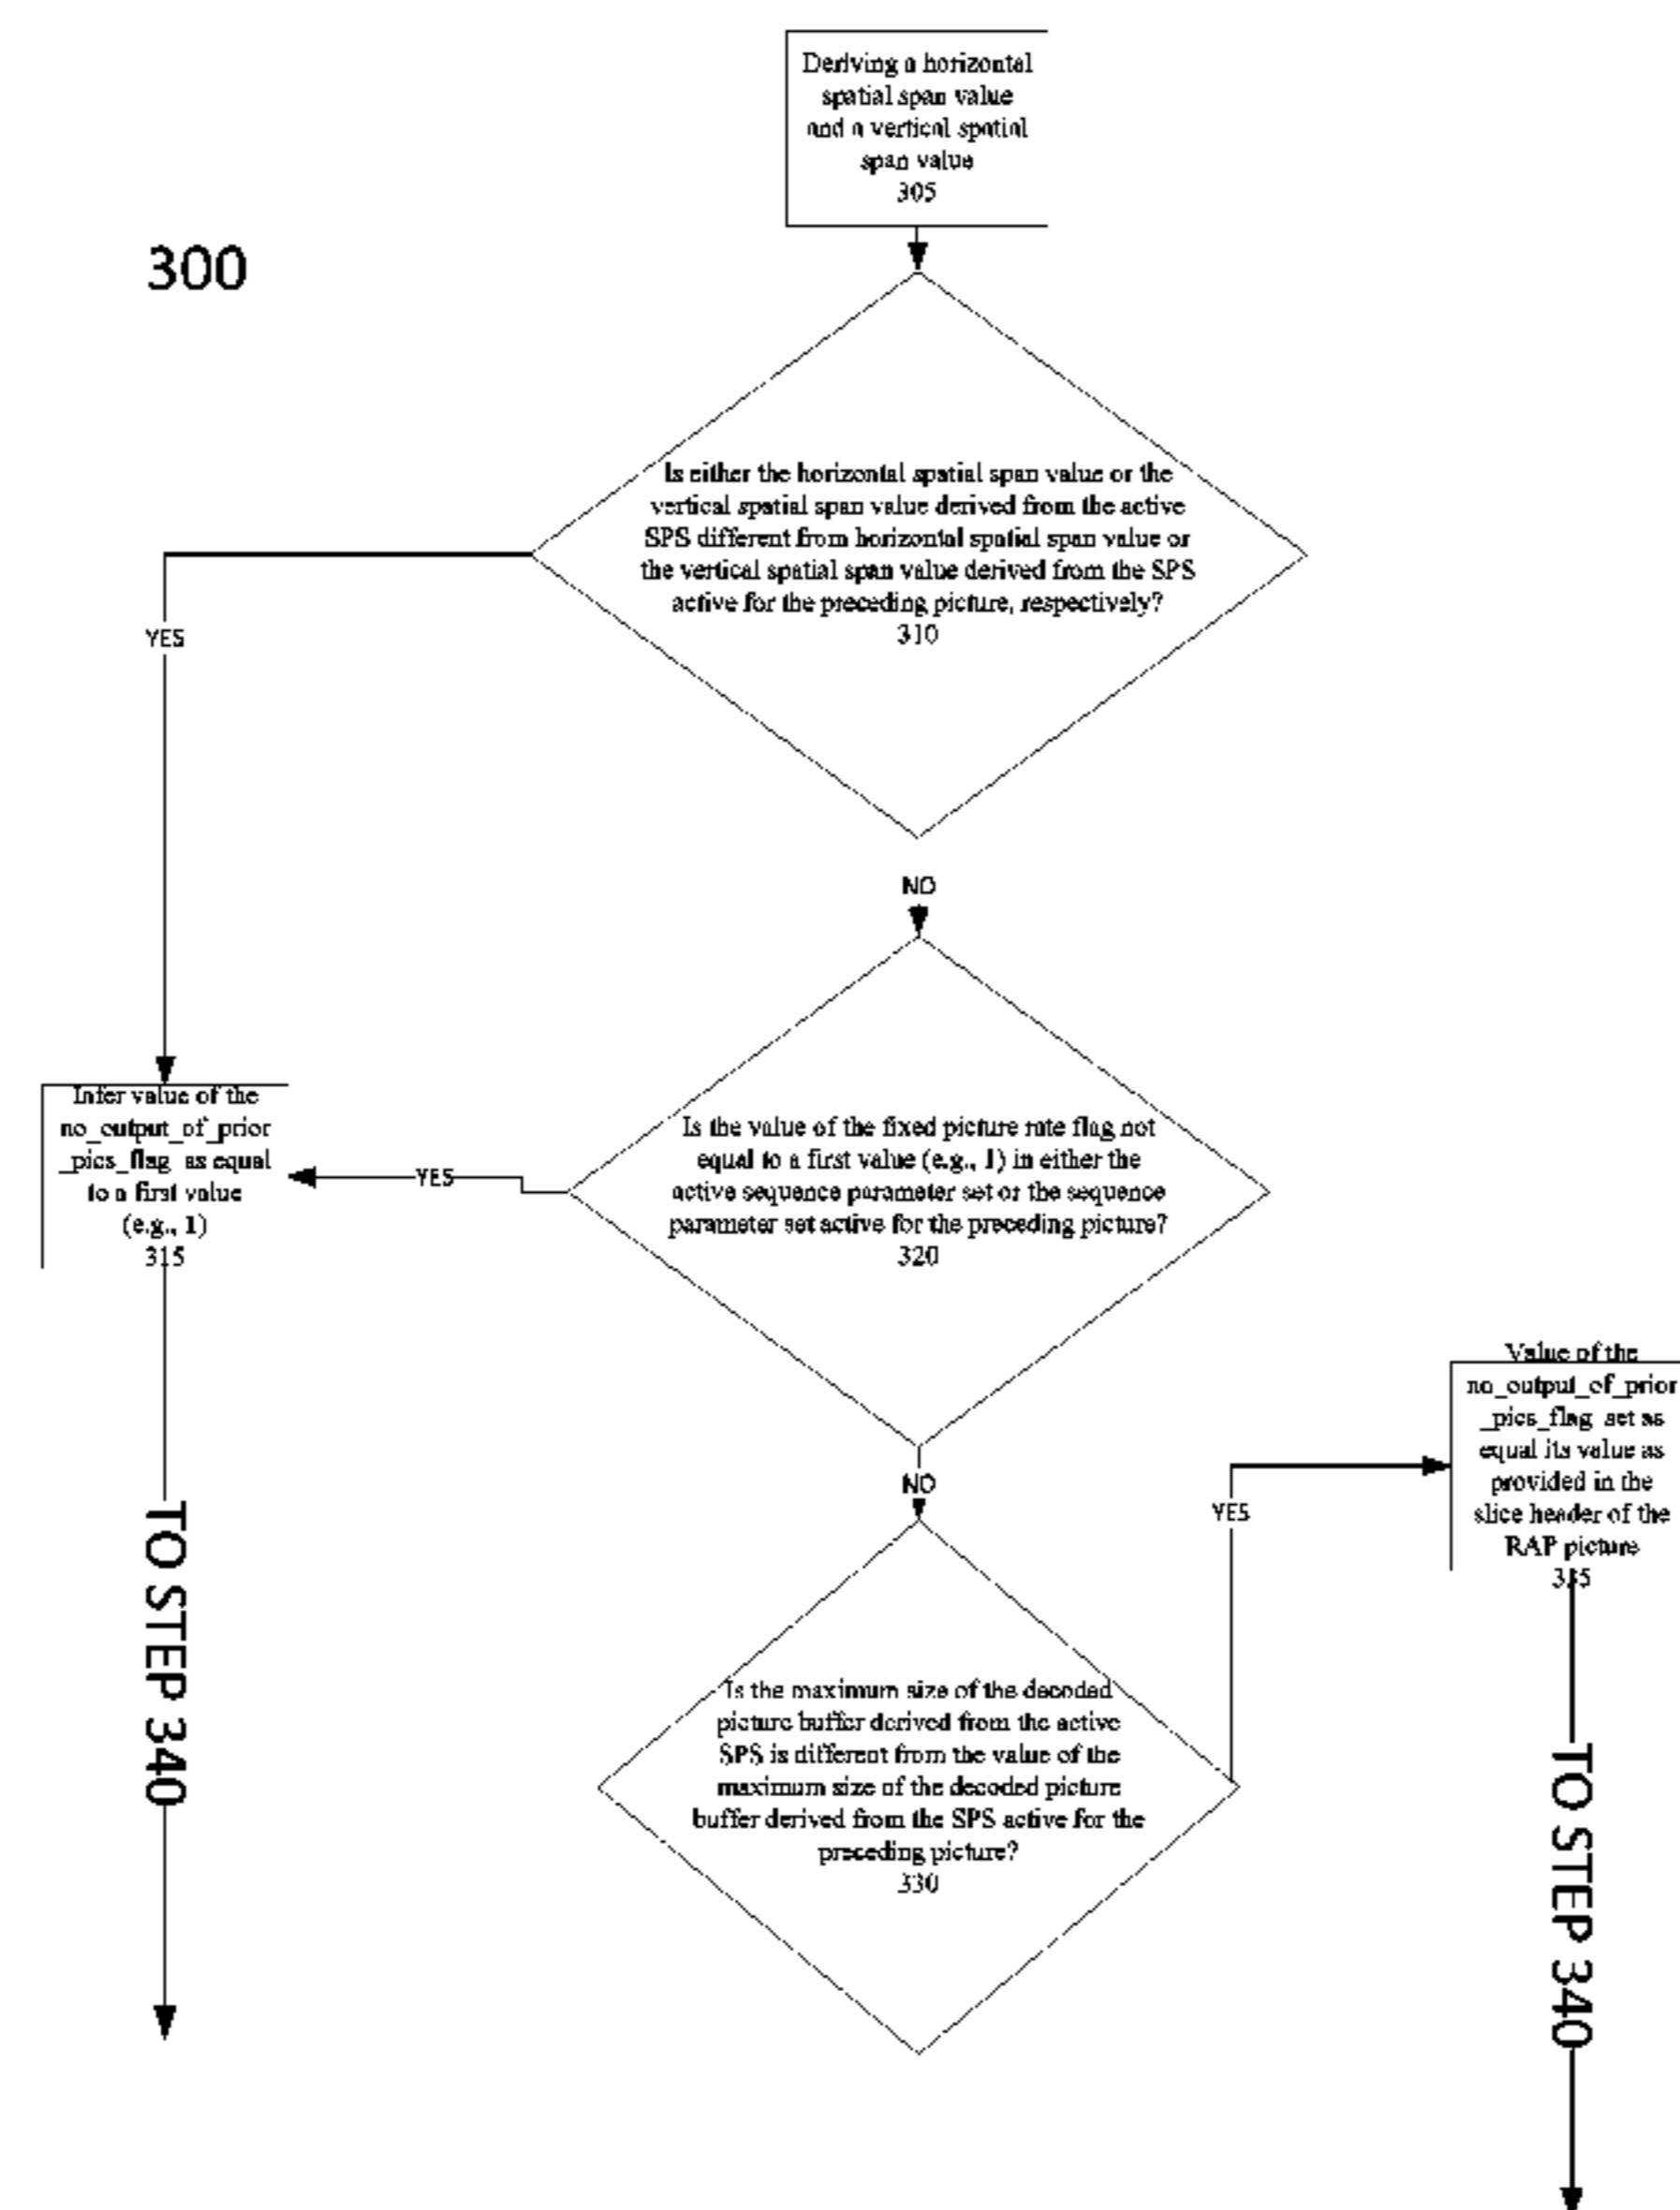 Deriving a horizontal
spatial span value
and a vertical spatial
span value
305
300
Is either the horizontal spatial span value or the
vertical spatial span value derived from the active
SPS different from horizontal spatial span value or
the vertical spatial span value derived from the SPS
active for the preceding picture, respectively?
310
YES
NO
Infer value of the
no_output_of_prior
_pics_flag as equal
to a first value
(e.g., 1)
315
YES
Is the value of the fixed picture rate flag not
equal to a first value (e.g., 1) in either the
active sequence parameter set or the sequence
parameter set active for the preceding picture?
320
NO
YES
Value of the
no_output_of_prior
_pics_flag set as
equal its value as
provided in the
slice header of the
RAP picture
335
Is the maximum size of the decoded
picture buffer derived from the active
SPS is different from the value of the
maximum size of the decoded picture
buffer derived from the SPS active for the
preceding picture?
330
TO STEP 340
TO STEP 340